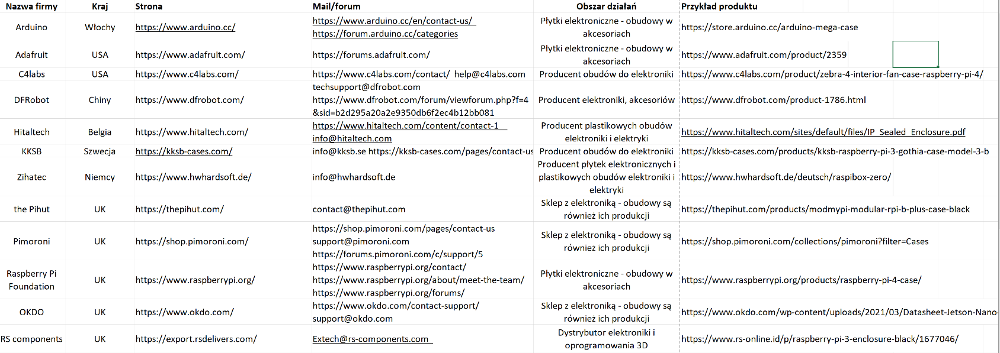 Nazwa firmy Kraj Strona Mail/forum Obszar działań Przykład produktu
Arduino Włochy https://www.arduino.cc/ https://www.arduino.cc/en/contact-us/ Płytki elektroniczne - obudowy w https://store.arduino.cc/arduino-mega-case
https://forum.arduino.cc/categories akcesoriach
Adafruit USA https://www.adafruit.com/ https://forums.adafruit.com/ Płytki elektroniczne - obudowy w https://www.adafruit.com/product/2359
akcesoriach
C4labs USA https://www.c4labs.com/ https://www.c4labs.com/contact/ help@c4labs.com Producent obudów do elektroniki https://www.c4labs.com/product/zebra-4-interior-fan-case-raspberry-pi-4/
techsupport@dfrobot.com
DFRobot Chiny https://www.dfrobot.com/ https://www.dfrobot.com/forum/viewforum.php?f=4 Producent elektroniki, akcesoriów https://www.dfrobot.com/product-1786.html
&sid=b2d295a20a2e9350db6f2ec4b12bb081
Hitaltech Belgia https://www.hitaltech.com/ https://www.hitaltech.com/content/contact-1 Producent plastikowych obudów https://www.hitaltech.com/sites/default/files/IP_Sealed_Enclosure.pdf
info@hitaltech.com elektroniki i elektryki
KKSB Szwecja https://kksb-cases.com/ info@kksb.se https://kksb-cases.com/pages/contact-us Producent obudów do elektroniki https://kksb-cases.com/products/kksb-raspberry-pi-3-gothia-case-model-3-b
Producent płytek elektronicznych i
Zihatec Niemcy https://www.hwhardsoft.de/ info@hwhardsoft.de plastikowych obudów elektroniki i https://www.hwhardsoft.de/deutsch/raspibox-zero/
elektryki
the Pihut UK https://thepihut.com/ contact@thepihut.com Sklep z elektroniką - obudowy są https://thepihut.com/products/modmypi-modular-rpi-b-plus-case-black
również ich produkcji
https://shop.pimoroni.com/pages/contact-us
Pimoroni UK https://shop.pimoroni.com/ support@pimoroni.com Sklep z elektroniką - obudowy są https://shop.pimoroni.com/collections/pimoroni?filter=Cases
https://forums.pimoroni.com/c/support/5 również ich produkcji
Raspberry Pi https://www.raspberrypi.org/contact/ Płytki elektroniczne - obudowy w
Foundation UK https://www.raspberrypi.org/ https://www.raspberrypi.org/about/meet-the-team/ akcesoriach https://www.raspberrypi.org/products/raspberry-pi-4-case/
https://www.raspberrypi.org/forums/
OKDO UK https://www.okdo.com/ https://www.okdo.com/contact-support/ Sklep z elektroniką - obudowy są https://www.okdo.com/wp-content/uploads/2021/03/Datasheet-Jetson-Nano-
support@okdo.com również ich produkcji
RS components UK https://export.rsdelivers.com/ Extech@rs-components.com Dystrybutor elektroniki i https://www.rs-online.id/p/raspberry-pi-3-enclosure-black/1677046/
oprogramowania 3D